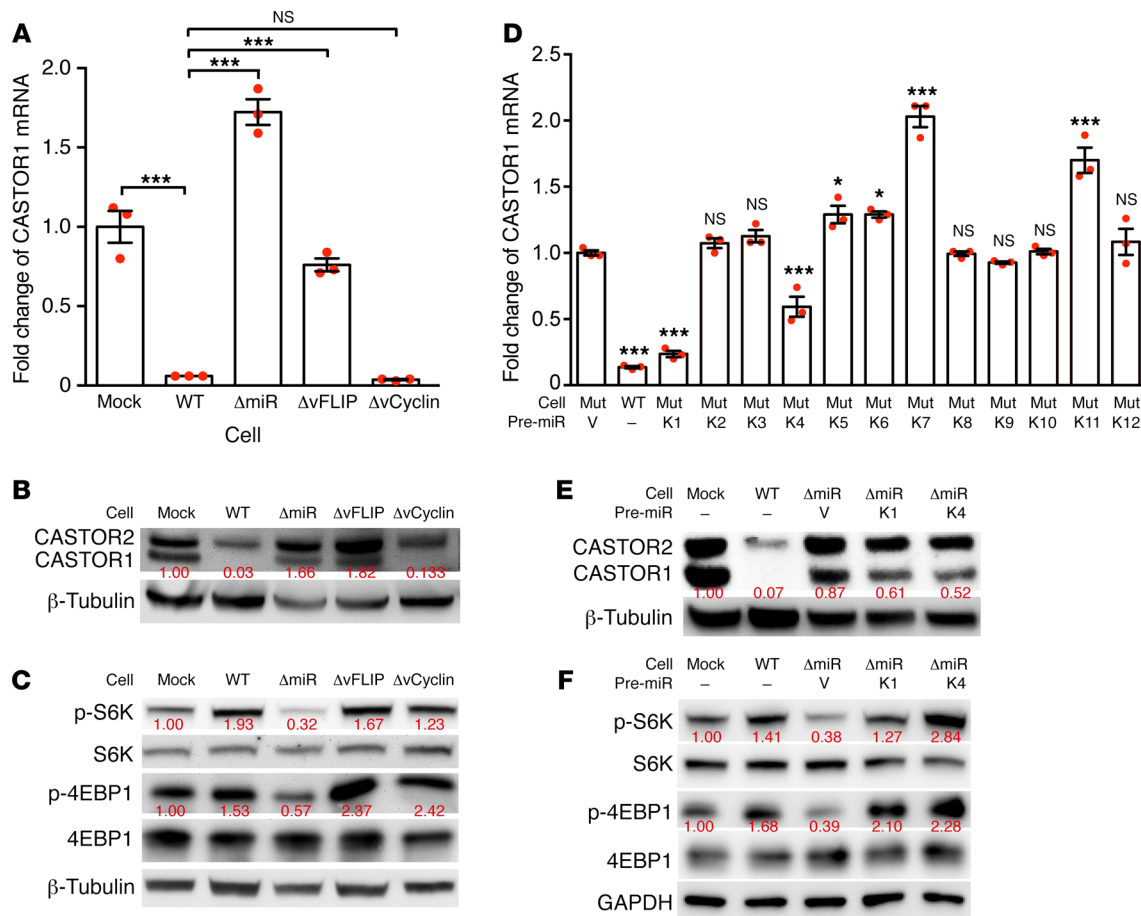 A
NS
***
***
***
Fold change of CASTOR1 mRNA
2.0
1.5
1.0
0.5
0
Mock WT ΔmiR ΔvFLIP ΔvCyclin
Cell
D
Fold change of CASTOR1 mRNA
2.5
2.0
1.5
1.0
0.5
0
*** *** NS NS *** * * *** NS NS NS *** NS
Cell Mut WT Mut Mut Mut Mut Mut Mut Mut Mut Mut Mut Mut Mut
Pre-miR V – K1 K2 K3 K4 K5 K6 K7 K8 K9 K10 K11 K12
B
Cell Mock WT ΔmiR ΔvFLIP ΔvCyclin
CASTOR2
CASTOR1
1.00 0.03 1.66 1.82 0.133
β-Tubulin
C
Cell Mock WT ΔmiR ΔvFLIP ΔvCyclin
p-S6K
1.00 1.93 0.32 1.67 1.23
S6K
p-4EBP1
1.00 1.53 0.57 2.37 2.42
4EBP1
β-Tubulin
E
Cell Mock WT ΔmiR ΔmiR ΔmiR
Pre-miR – – V K1 K4
CASTOR2
CASTOR1
1.00 0.07 0.87 0.61 0.52
β-Tubulin
F
Cell Mock WT ΔmiR ΔmiR ΔmiR
Pre-miR – – V K1 K4
p-S6K
1.00 1.41 0.38 1.27 2.84
S6K
p-4EBP1
1.00 1.68 0.39 2.10 2.28
4EBP1
GAPDH